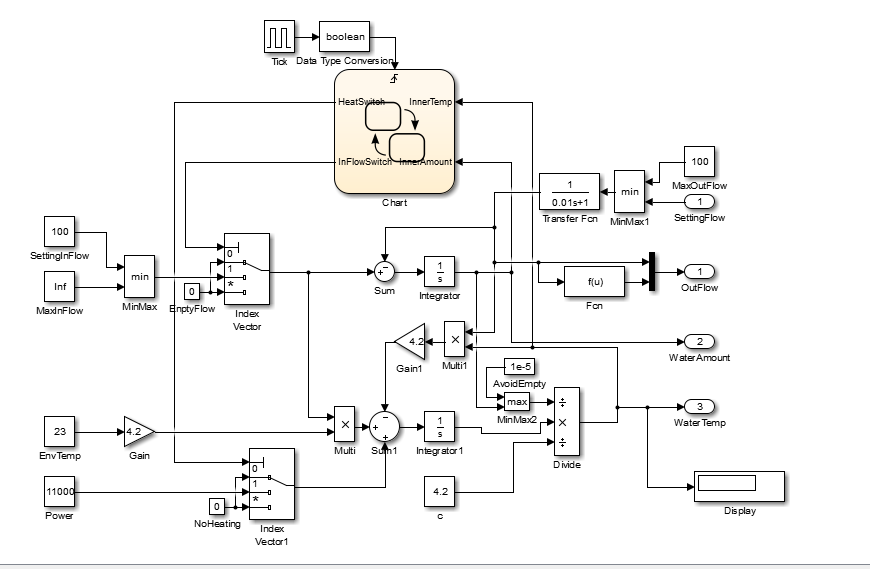 boolean
Tick
Data Type Conversion
HeatSwitch
InnerTemp
InFlowSwitch
InnerAmount
Chart
100
MaxOutFlow
1
SettingFlow
min
MinMax1
1
0.01s+1
Transfer Fcn
100
SettingInFlow
Inf
MaxInFlow
min
MinMax
0
EnptyFlow
0
1
*
Index
Vector
Sum
1
s
Integrator
f(u)
Fcn
1
OutFlow
4.2
Gain1
×
Multi1
2
WaterAmount
1e-5
AvoidEmpty
max
MinMax2
÷
×
÷
Divide
3
WaterTemp
23
EnvTemp
4.2
Gain
×
Multi
Sum1
1
s
Integrator1
11000
Power
0
NoHeating
0
1
*
Index
Vector1
4.2
c
Display